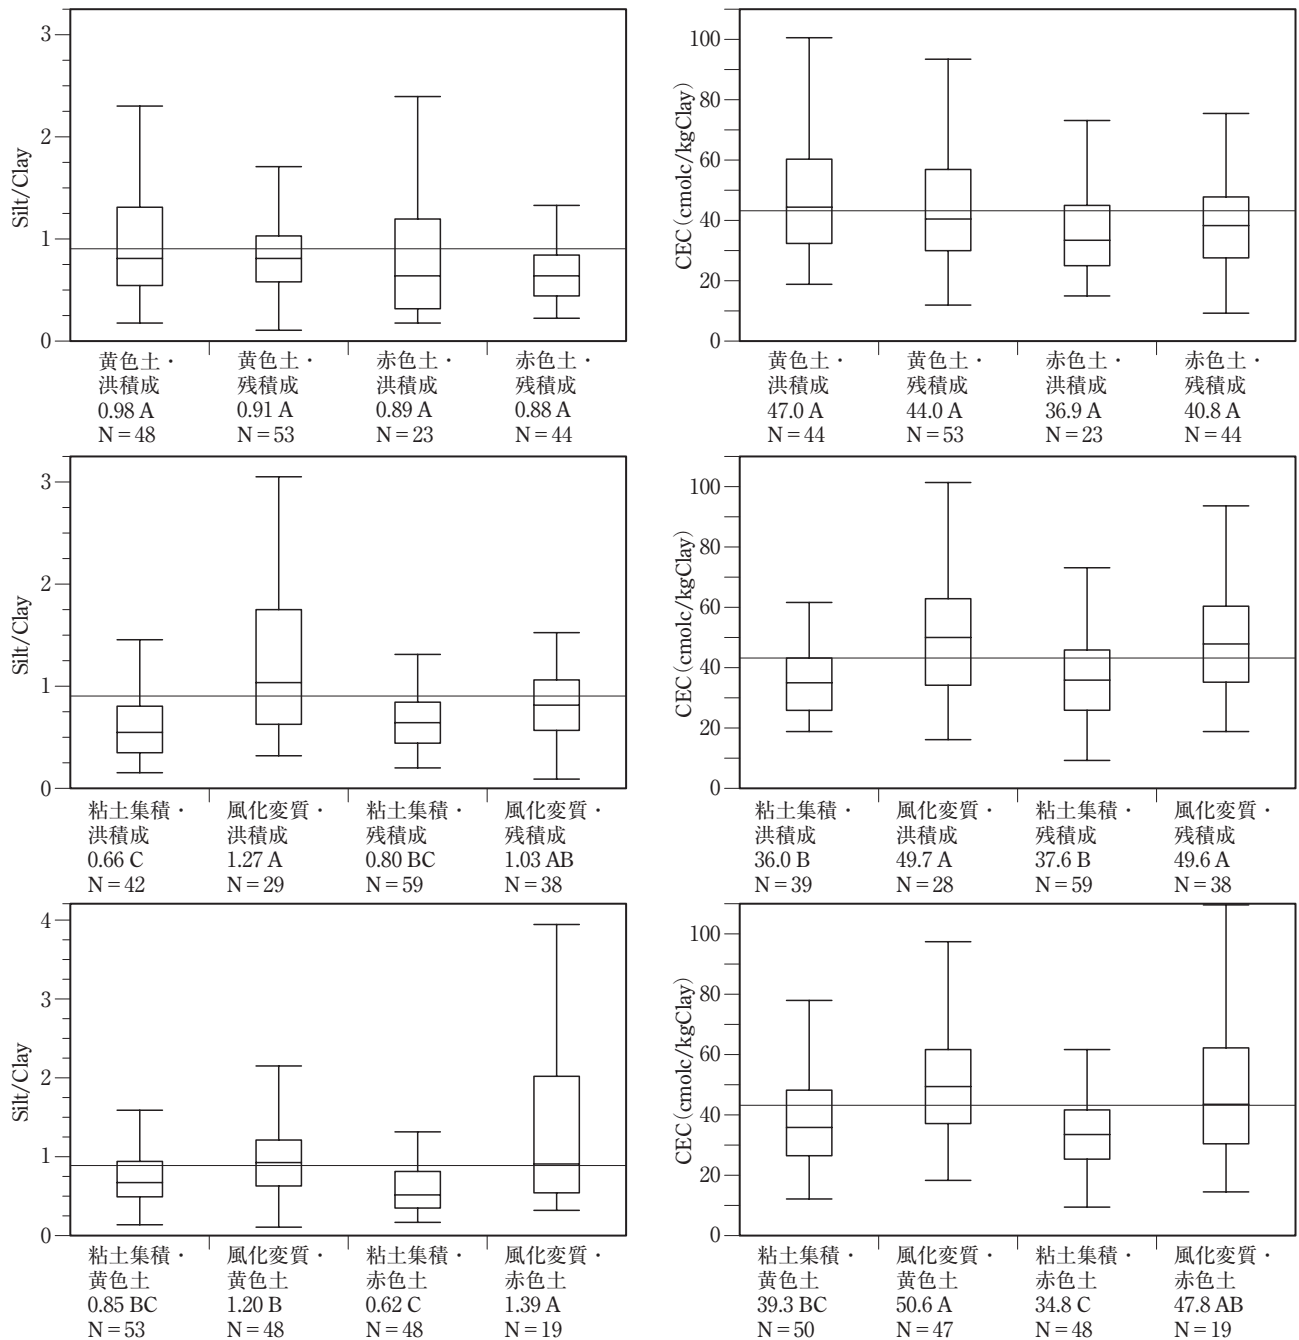 3
2
1
0
Silt/Clay
黄色土・
洪積成
0.98 A
N = 48
黄色土・
残積成
0.91 A
N = 53
赤色土・
洪積成
0.89 A
N = 23
赤色土・
残積成
0.88 A
N = 44
100
80
60
40
20
0
CEC(cmolc/kgClay)
黄色土・
洪積成
47.0 A
N = 44
黄色土・
残積成
44.0 A
N = 53
赤色土・
洪積成
36.9 A
N = 23
赤色土・
残積成
40.8 A
N = 44
3
2
1
0
Silt/Clay
粘土集積・
洪積成
0.66 C
N = 42
風化変質・
洪積成
1.27 A
N = 29
粘土集積・
残積成
0.80 BC
N = 59
風化変質・
残積成
1.03 AB
N = 38
100
80
60
40
20
0
CEC(cmolc/kgClay)
粘土集積・
洪積成
36.0 B
N = 39
風化変質・
洪積成
49.7 A
N = 28
粘土集積・
残積成
37.6 B
N = 59
風化変質・
残積成
49.6 A
N = 38
4
3
2
1
0
Silt/Clay
粘土集積・
黄色土
0.85 BC
N = 53
風化変質・
黄色土
1.20 B
N = 48
粘土集積・
赤色土
0.62 C
N = 48
風化変質・
赤色土
1.39 A
N = 19
100
80
60
40
20
0
CEC(cmolc/kgClay)
粘土集積・
黄色土
39.3 BC
N = 50
風化変質・
黄色土
50.6 A
N = 47
粘土集積・
赤色土
34.8 C
N = 48
風化変質・
赤色土
47.8 AB
N = 19